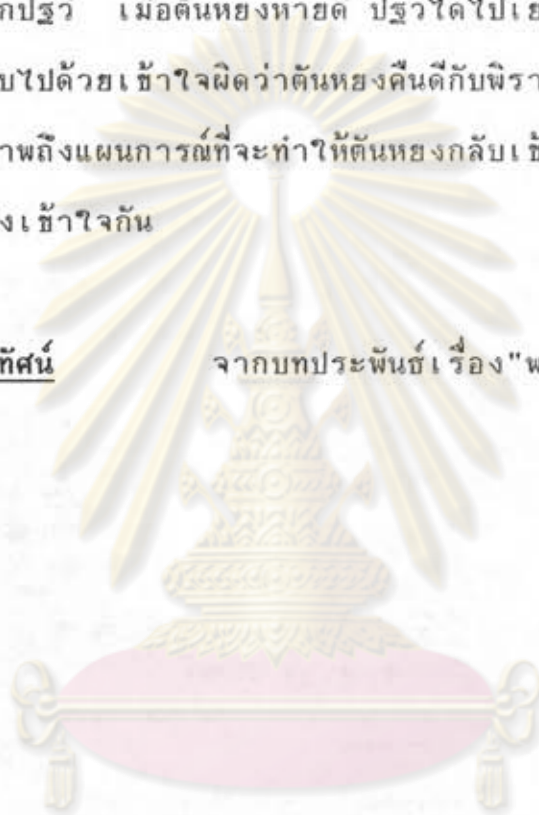 กปฐวี เมื่อต้นหยงหายดี ปฐวีได้ไปเย
บไปด้วยเข้าใจผิดว่าต้นหยงคืนดีกับพิรา
าพถึงแผนการณ์ที่จะทำให้ต้นหยงกลับเข้
งเข้าใจกัน
ทัศน์ จากบทประพันธ์เรื่อง"พ